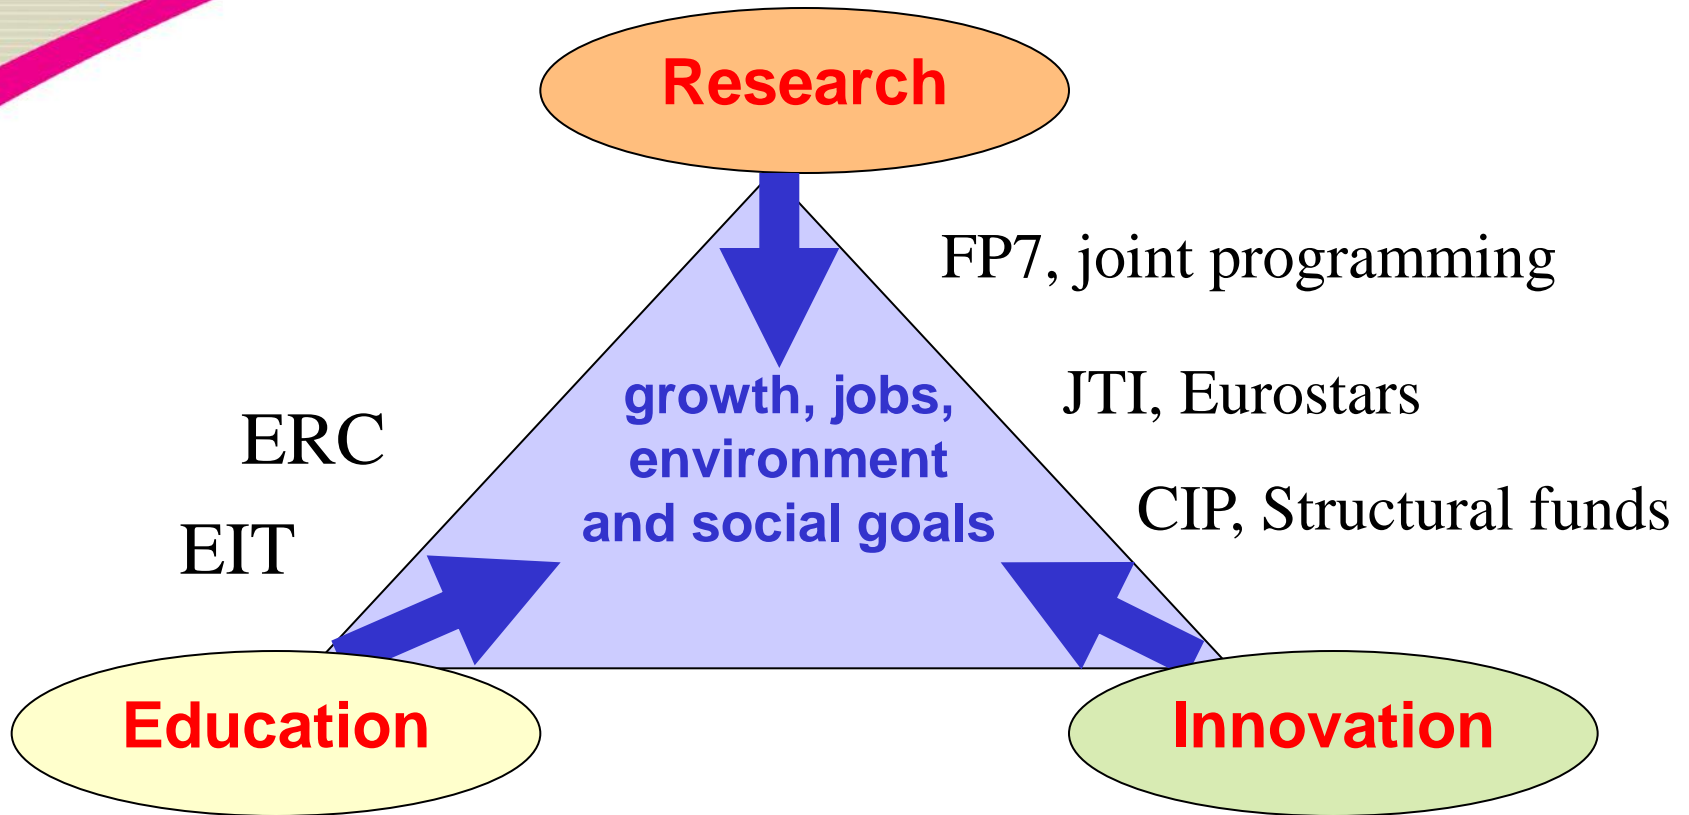 Research
FP7, joint programming
growth, jobs,
environment
and social goals
JTI, Eurostars
ERC
CIP, Structural funds
EIT
Education
Innovation